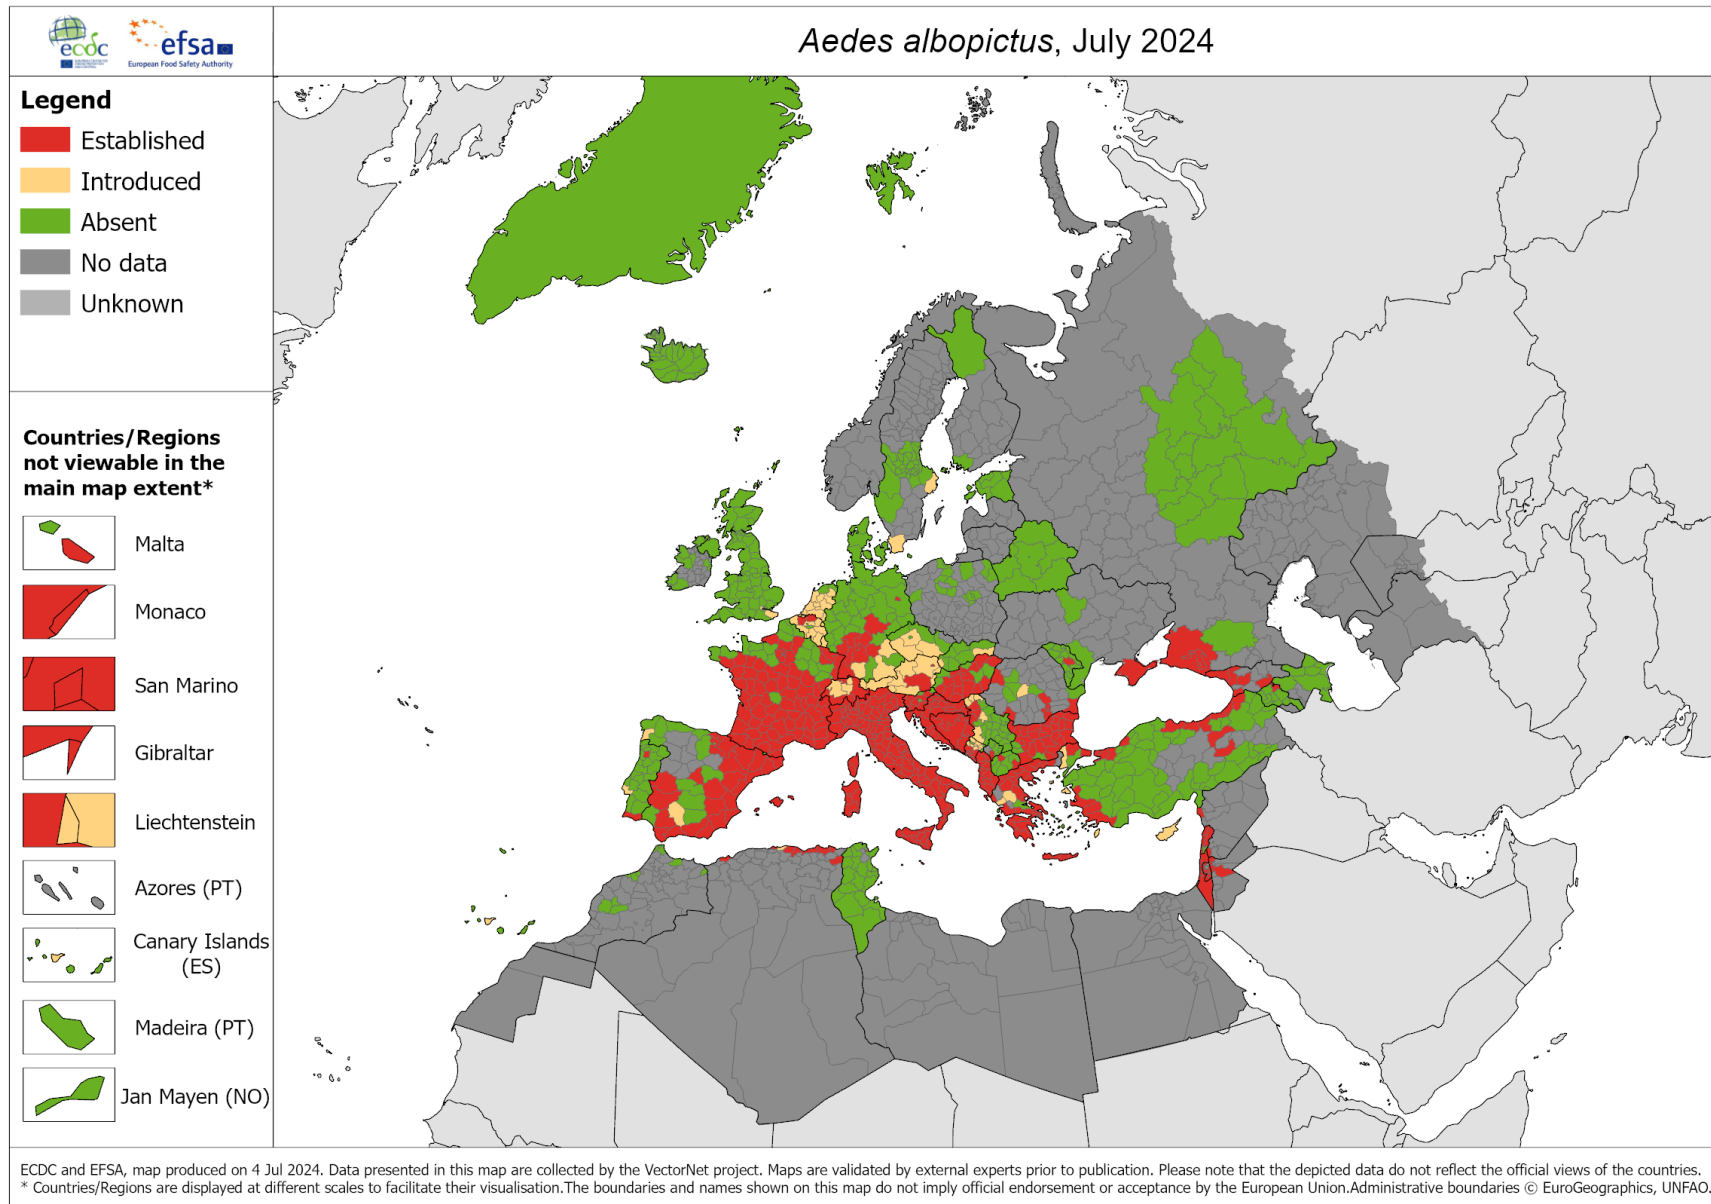 ecdc
efsa
European Food Safety Authority
Aedes albopictus, July 2024
Legend
Established
Introduced
Absent
No data
Unknown
Countries/Regions
not viewable in the
main map extent*
Malta
Monaco
San Marino
Gibraltar
Liechtenstein
Azores (PT)
Canary Islands
(ES)
Madeira (PT)
Jan Mayen (NO)
ECDC and EFSA, map produced on 4 Jul 2024. Data presented in this map are collected by the VectorNet project. Maps are validated by external experts prior to publication. Please note that the depicted data do not reflect the official views of the countries.
* Countries/Regions are displayed at different scales to facilitate their visualisation.The boundaries and names shown on this map do not imply official endorsement or acceptance by the European Union.Administrative boundaries © EuroGeographics, UNFAO.